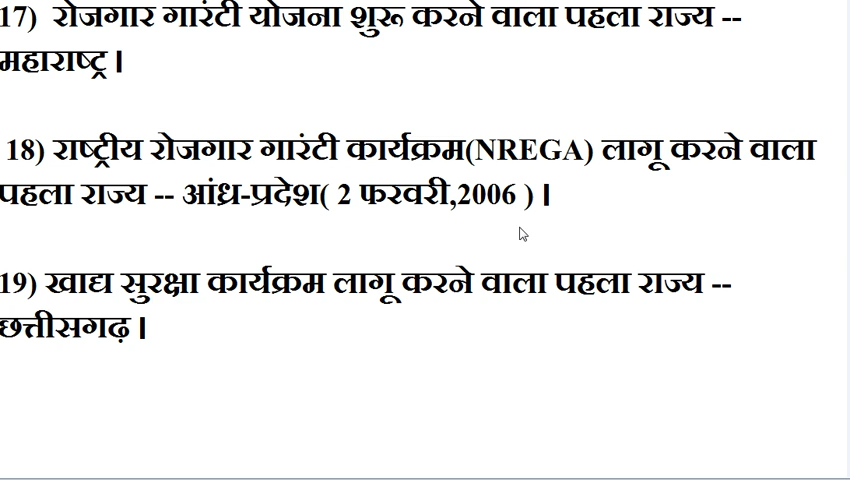 17) रोजगार गारंटी योजना शुरू करने वाला पहला राज्य --
महाराष्ट्र ।
18) राष्ट्रीय रोजगार गारंटी कार्यक्रम(NREGA) लागू करने वाला
पहला राज्य -- आंध्र-प्रदेश( 2 फरवरी,2006 ) ।
19) खाद्य सुरक्षा कार्यक्रम लागू करने वाला पहला राज्य --
छत्तीसगढ़ ।